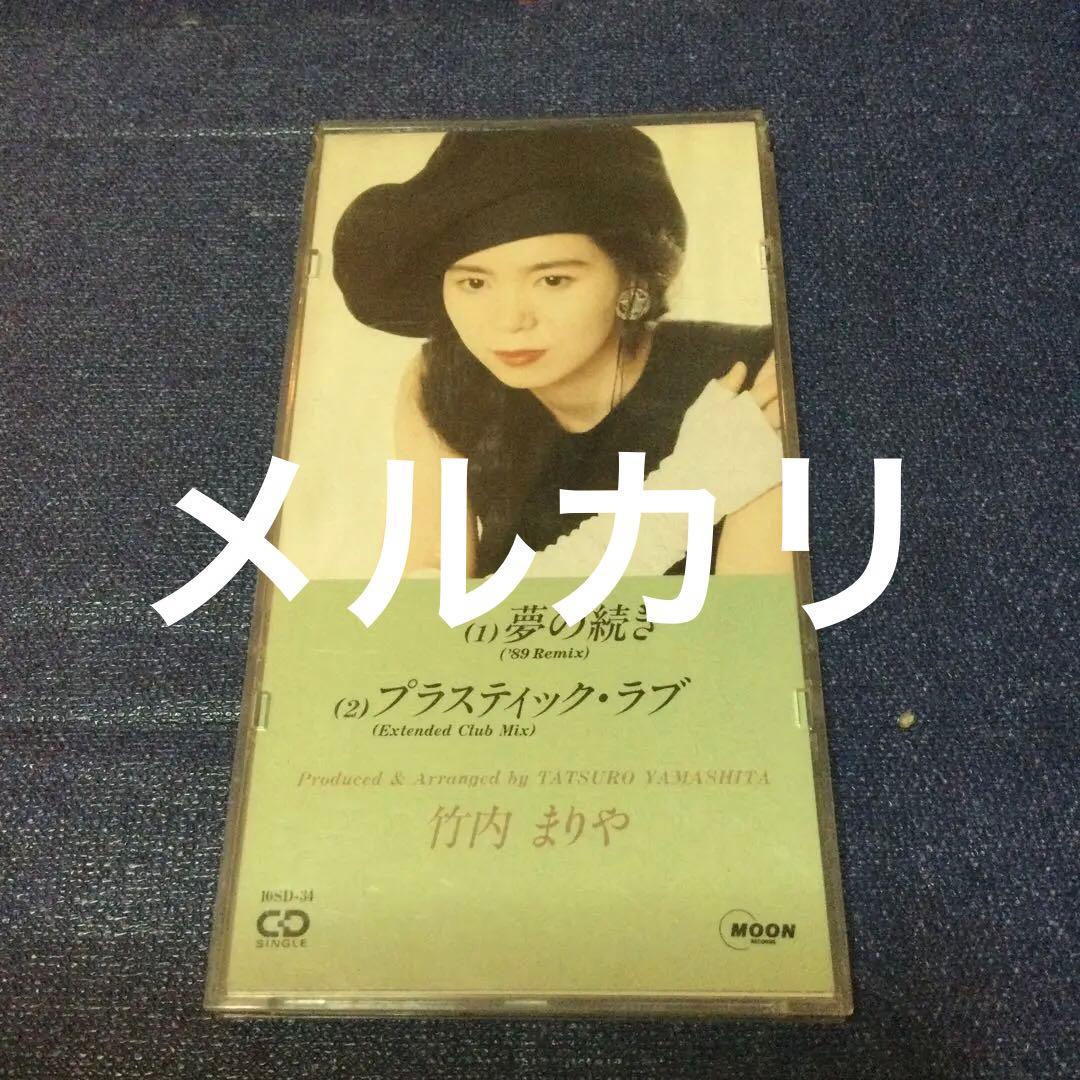 メルカリ
(1) 夢の続き
('89 Remix)
(2) プラスティック・ラブ
(Extended Club Mix)
Produced & Arranged by TATSURO YAMASHITA
竹内 まりや
10SD-34
CD
SINGLE
MOON
RECORDS